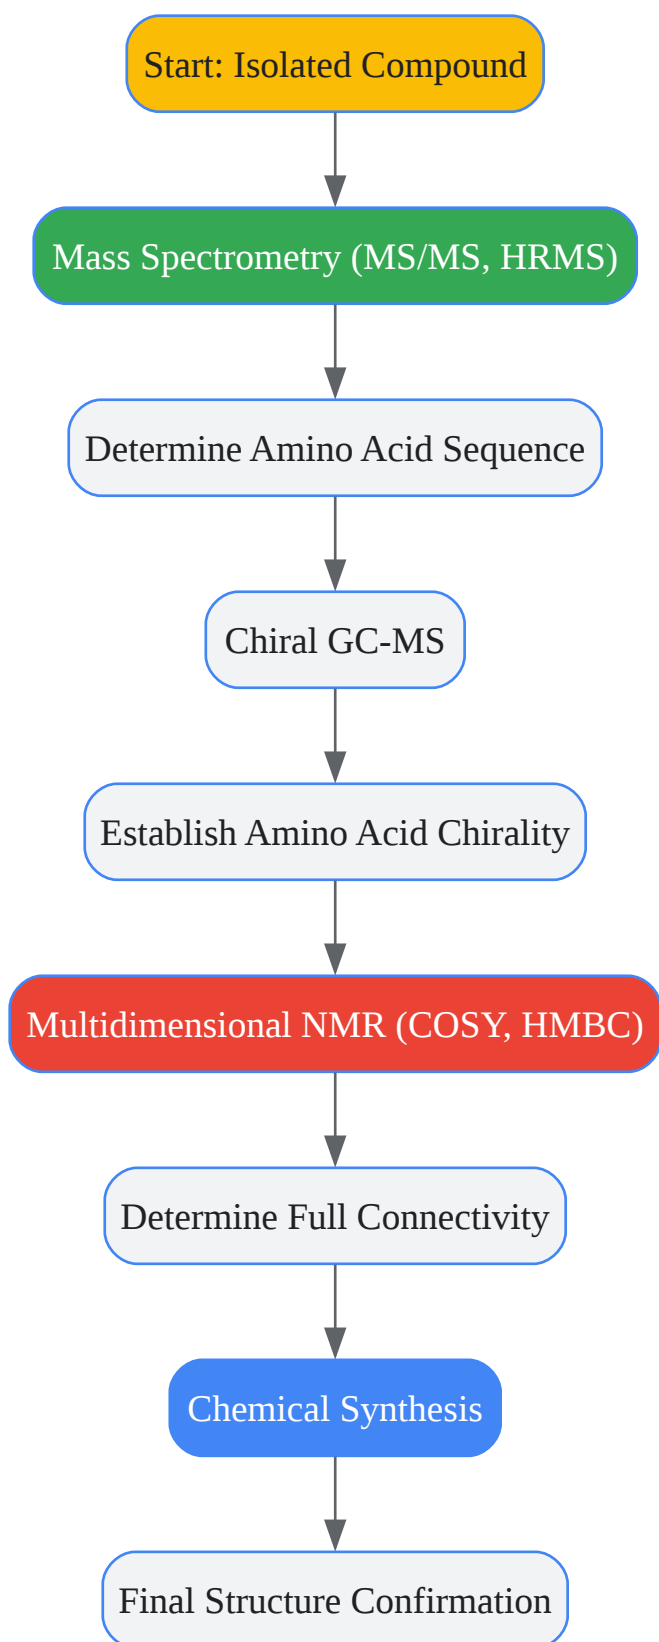 Start: Isolated Compound
Mass Spectrometry (MS/MS, HRMS)
Determine Amino Acid Sequence
Chiral GC-MS
Establish Amino Acid Chirality
Multidimensional NMR (COSY, HMBC)
Determine Full Connectivity
Chemical Synthesis
Final Structure Confirmation